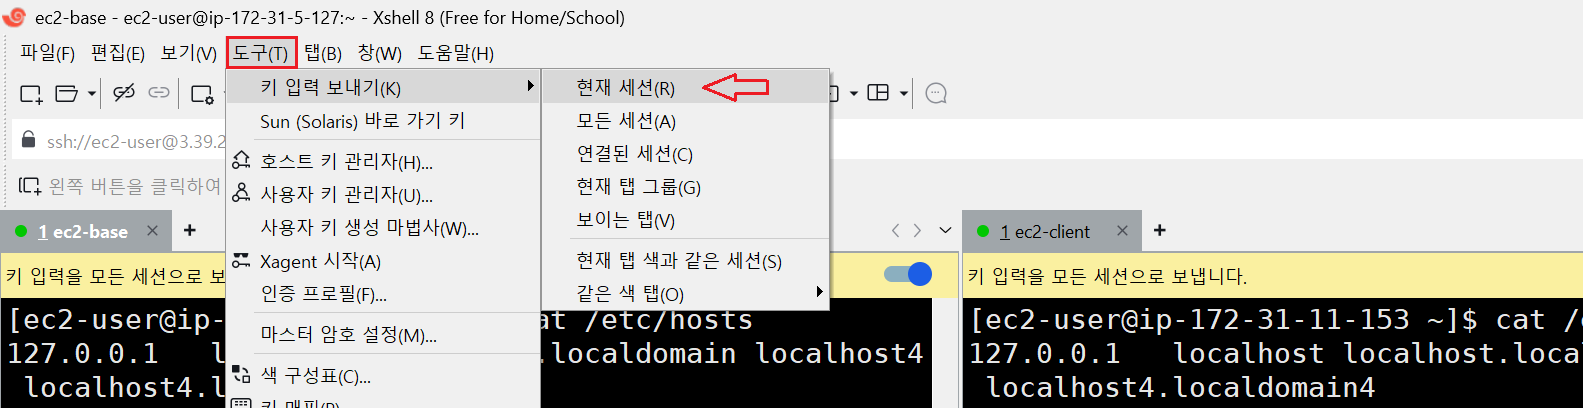 ec2-base - ec2-user@ip-172-31-5-127:~ - Xshell 8 (Free for Home/School)
파일(F) 편집(E) 보기(V) 도구(T) 탭(B) 창(W) 도움말(H)
키 입력 보내기(K)
Sun (Solaris) 바로 가기 키
호스트 키 관리자(H)...
사용자 키 관리자(U)...
사용자 키 생성 마법사(W)...
Xagent 시작(A)
인증 프로필(F)...
마스터 암호 설정(M)...
색 구성표(C)...
현재 세션(R)
모든 세션(A)
연결된 세션(C)
현재 탭 그룹(G)
보이는 탭(V)
현재 탭 색과 같은 세션(S)
같은 색 탭(O)
ssh://ec2-user@3.39.2
왼쪽 버튼을 클릭하여
1 ec2-base
키 입력을 모든 세션으로 보
[ec2-user@ip- at /etc/hosts
127.0.0.1 l .localdomain localhost4
localhost4.l
1 ec2-client
키 입력을 모든 세션으로 보냅니다.
[ec2-user@ip-172-31-11-153 ~]$ cat /
127.0.0.1 localhost localhost.local
localhost4.localdomain4